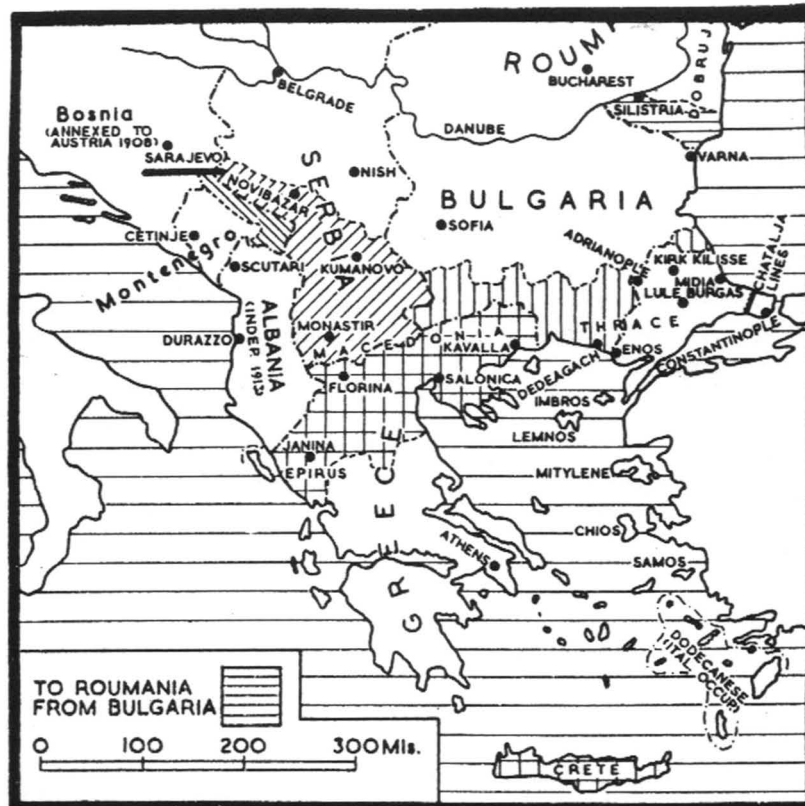 ROUM
BUCHAREST
DOBRUJ
SILISTRIA
BELGRADE
Bosnia
(ANNEXED TO
AUSTRIA 1908)
SARAJEVO
DANUBE
VARNA
NOVIBAZAR
NISH
SERBIA
BULGARIA
SOFIA
CETINJE
Montenegro
SCUTARI
KUMANOVO
ADRIANOPLE
KIRK KILISSE
MIDIA
LULE BURGAS
CHATALJA
LINES
ALBANIA
(INDEP. 1913)
DURAZZO
MONASTIR
MACEDONIA
KAVALLA
THRACE
ENOS
CONSTANTINOPLE
FLORINA
SALONICA
DEDEAGACH
IMBROS
LEMNOS
JANINA
EPIRUS
MITYLENE
GREECE
CHIOS
ATHENS
SAMOS
DODECANESE
(ITAL. OCCUP.)
TO ROUMANIA
FROM BULGARIA
0 100 200 300 Mls.
CRETE